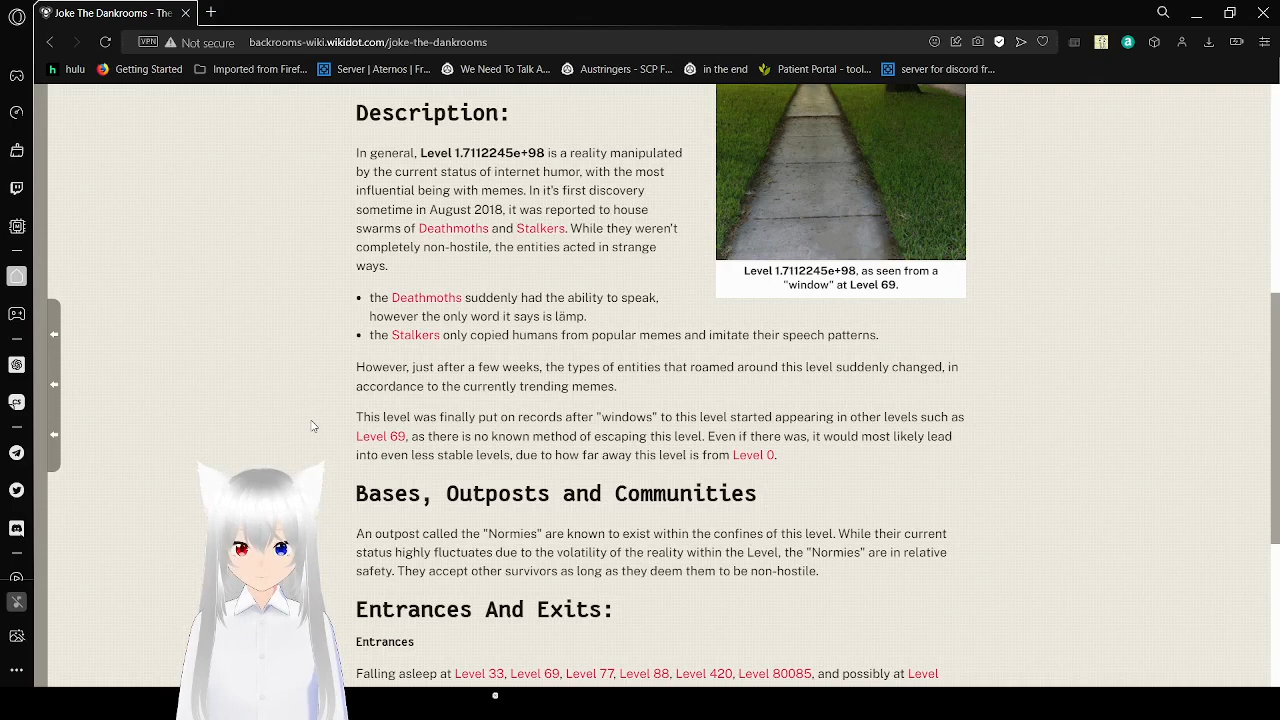 Joke The Dankrooms - The
VPN
Not secure
backrooms-wiki.wikidot.com/joke-the-dankrooms
hulu
Getting Started
Imported from Firef...
Server | Aternos | Fr...
We Need To Talk A...
Austringers - SCP F...
in the end
Patient Portal - tool...
server for discord fr...
Description:
In general, Level 1.7112245e+98 is a reality manipulated
by the current status of internet humor, with the most
influential being with memes. In it's first discovery
sometime in August 2018, it was reported to house
swarms of Deathmoths and Stalkers. While they weren't
completely non-hostile, the entities acted in strange
ways.
Level 1.7112245e+98, as seen from a
"window" at Level 69.
• the Deathmoths suddenly had the ability to speak,
however the only word it says is lämp.
• the Stalkers only copied humans from popular memes and imitate their speech patterns.
However, just after a few weeks, the types of entities that roamed around this level suddenly changed, in
accordance to the currently trending memes.
This level was finally put on records after "windows" to this level started appearing in other levels such as
Level 69, as there is no known method of escaping this level. Even if there was, it would most likely lead
into even less stable levels, due to how far away this level is from Level 0.
Bases, Outposts and Communities
An outpost called the "Normies" are known to exist within the confines of this level. While their current
status highly fluctuates due to the volatility of the reality within the Level, the "Normies" are in relative
safety. They accept other survivors as long as they deem them to be non-hostile.
Entrances And Exits:
Entrances
Falling asleep at Level 33, Level 69, Level 77, Level 88, Level 420, Level 80085, and possibly at Level